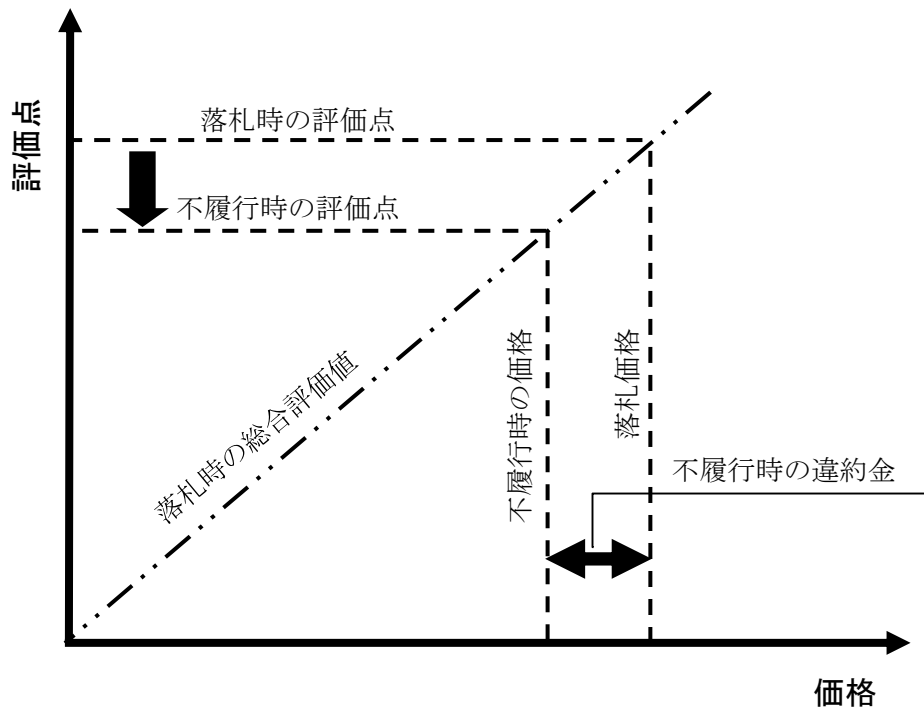 評価点
落札時の評価点
不履行時の評価点
落札時の総合評価値
不履行時の価格
落札価格
不履行時の違約金
価格